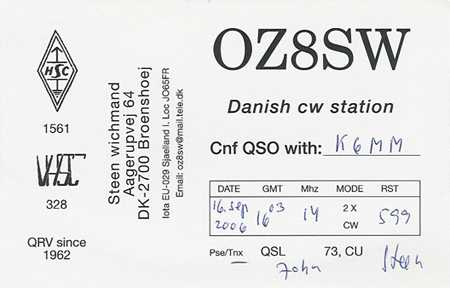 HSC
1561
VHSC
328
QRV since
1962
Steen wichmand
Aagerupvej 64
DK-2700 Broenshoej
Iota EU-029 Sjaelland I. Loc JO65FR
Email: oz8sw@mail.tele.dk
OZ8SW
Danish cw station
Cnf QSO with: K6MM
DATE GMT Mhz MODE RST
16. Sep 2006 16 03 14 2 X CW 599
Pse/Tnx QSL 73, CU
John Steen